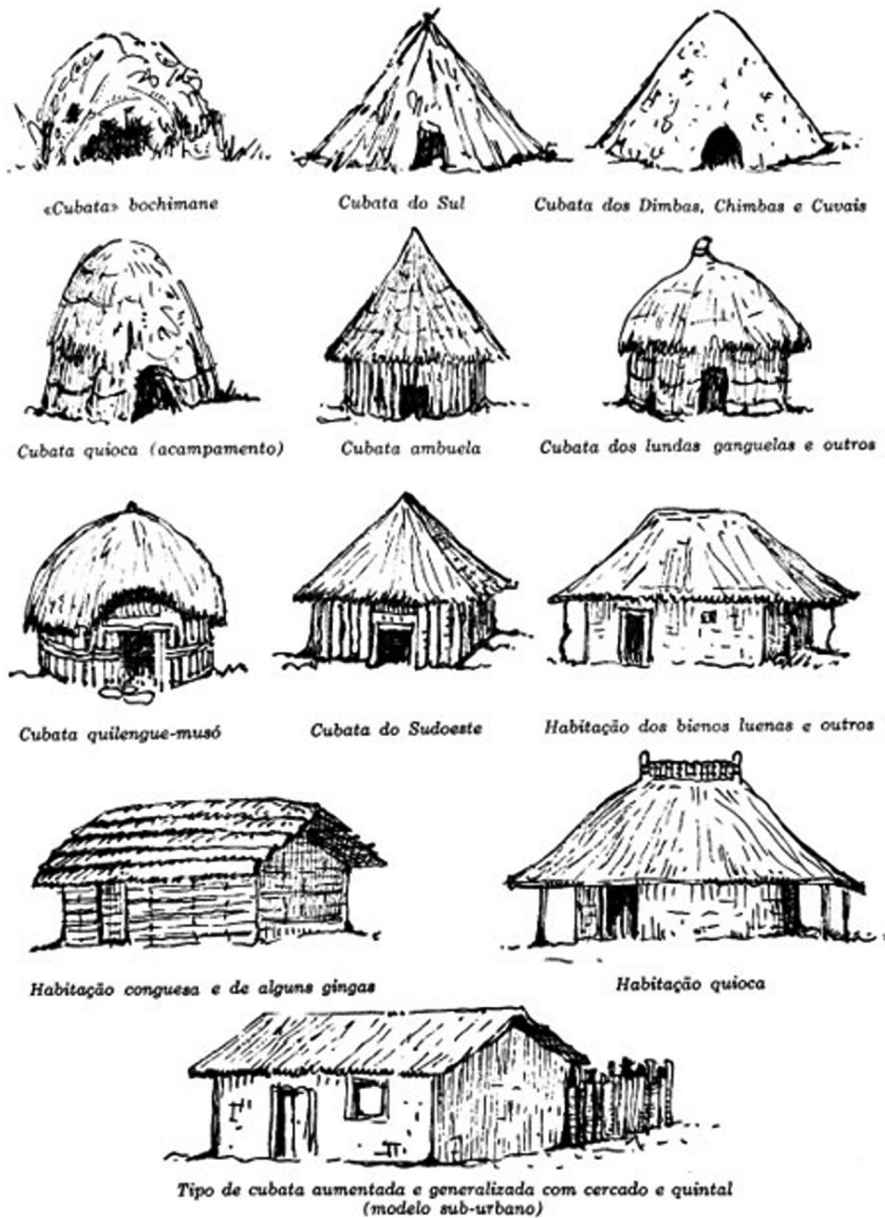 «Cubata» bochimane
Cubata do Sul
Cubata dos Dimbas, Chimbas e Cuvais
Cubata quioca (acampamento)
Cubata ambuela
Cubata dos lundas ganguelas e outros
Cubata quilengue-musó
Cubata do Sudoeste
Habitação dos bienos luenas e outros
Habitação conguesa e de alguns gingas
Habitação quioca
Tipo de cubata aumentada e generalizada com cercado e quintal
(modelo sub-urbano)